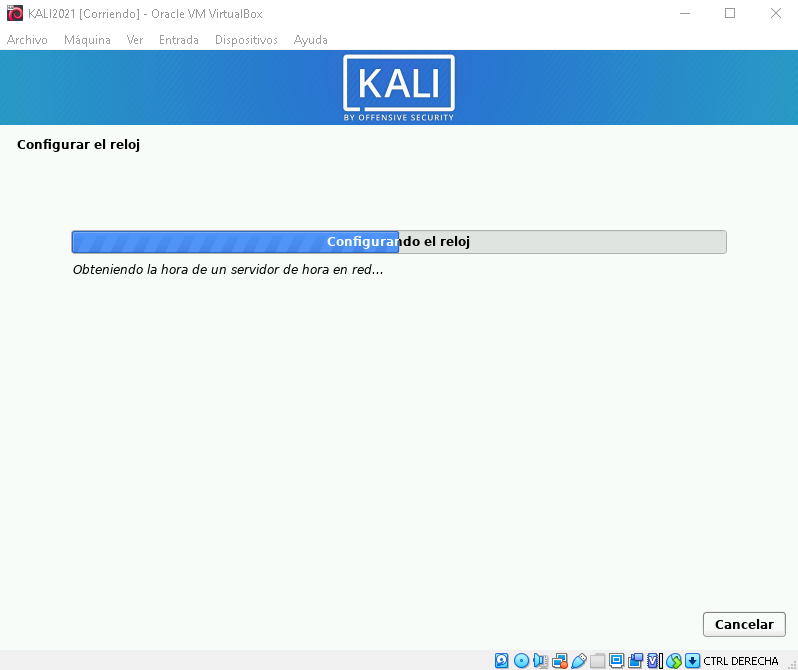 KALI2021 [Corriendo] - Oracle VM VirtualBox
Archivo Máquina Ver Entrada Dispositivos Ayuda
KALI
BY OFFENSIVE SECURITY
Configurar el reloj
Configurando el reloj
Obteniendo la hora de un servidor de hora en red...
Cancelar
CTRL DERECHA